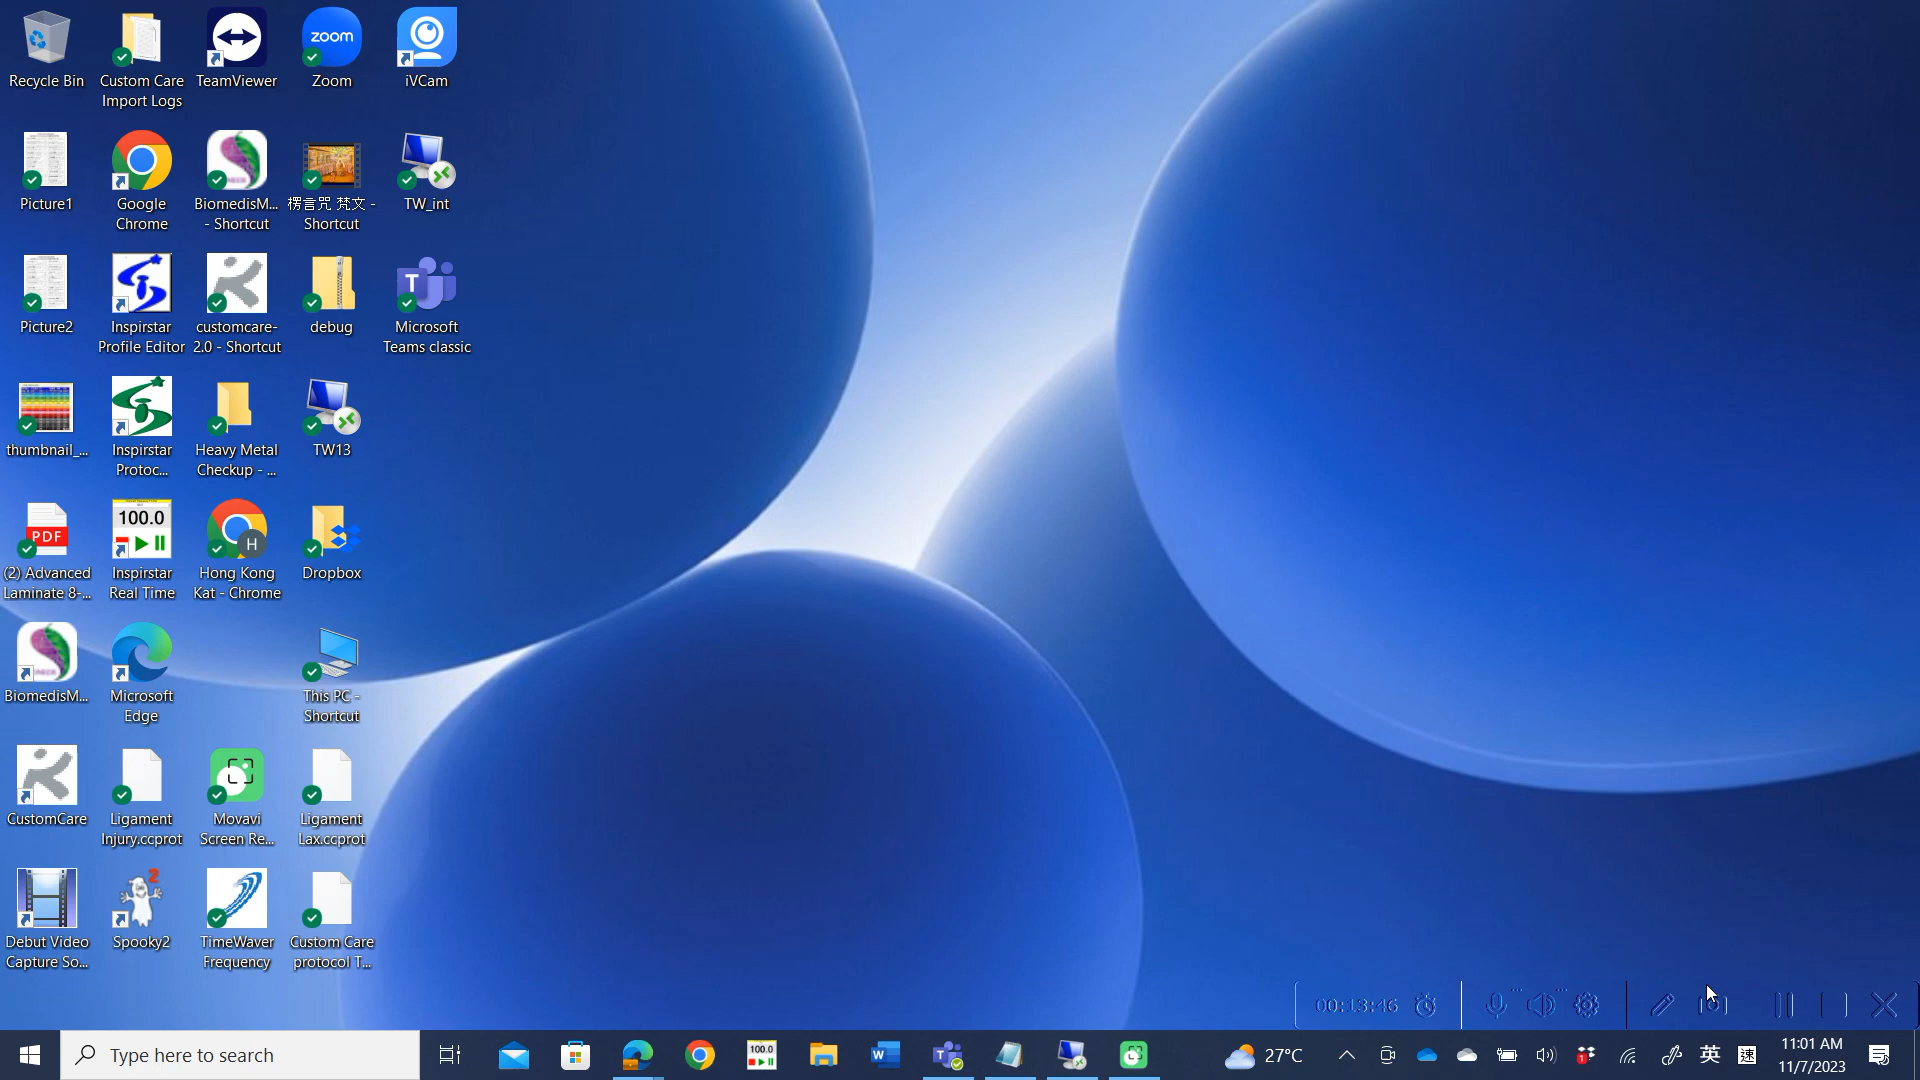 Recycle Bin
Custom Care
Import Logs
TeamViewer
zoom
Zoom
iVCam
Picture1
Google
Chrome
BiomedisM...
- Shortcut
楞言咒 梵文 -
Shortcut
TW_int
Picture2
Inspirstar
Profile Editor
customcare-
2.0 - Shortcut
debug
T
Microsoft
Teams classic
thumbnail_...
Inspirstar
Protoc...
Heavy Metal
Checkup - ...
TW13
PDF
(2) Advanced
Laminate 8-...
100.0
Inspirstar
Real Time
H
Hong Kong
Kat - Chrome
Dropbox
BiomedisM...
Microsoft
Edge
This PC -
Shortcut
CustomCare
Ligament
Injury.ccprot
Movavi
Screen Re...
Ligament
Lax.ccprot
Debut Video
Capture So...
2
Spooky2
TimeWaver
Frequency
Custom Care
protocol T...
00:13:46
Type here to search
100.0
W
T
27°C
1
英
速
11:01 AM
11/7/2023